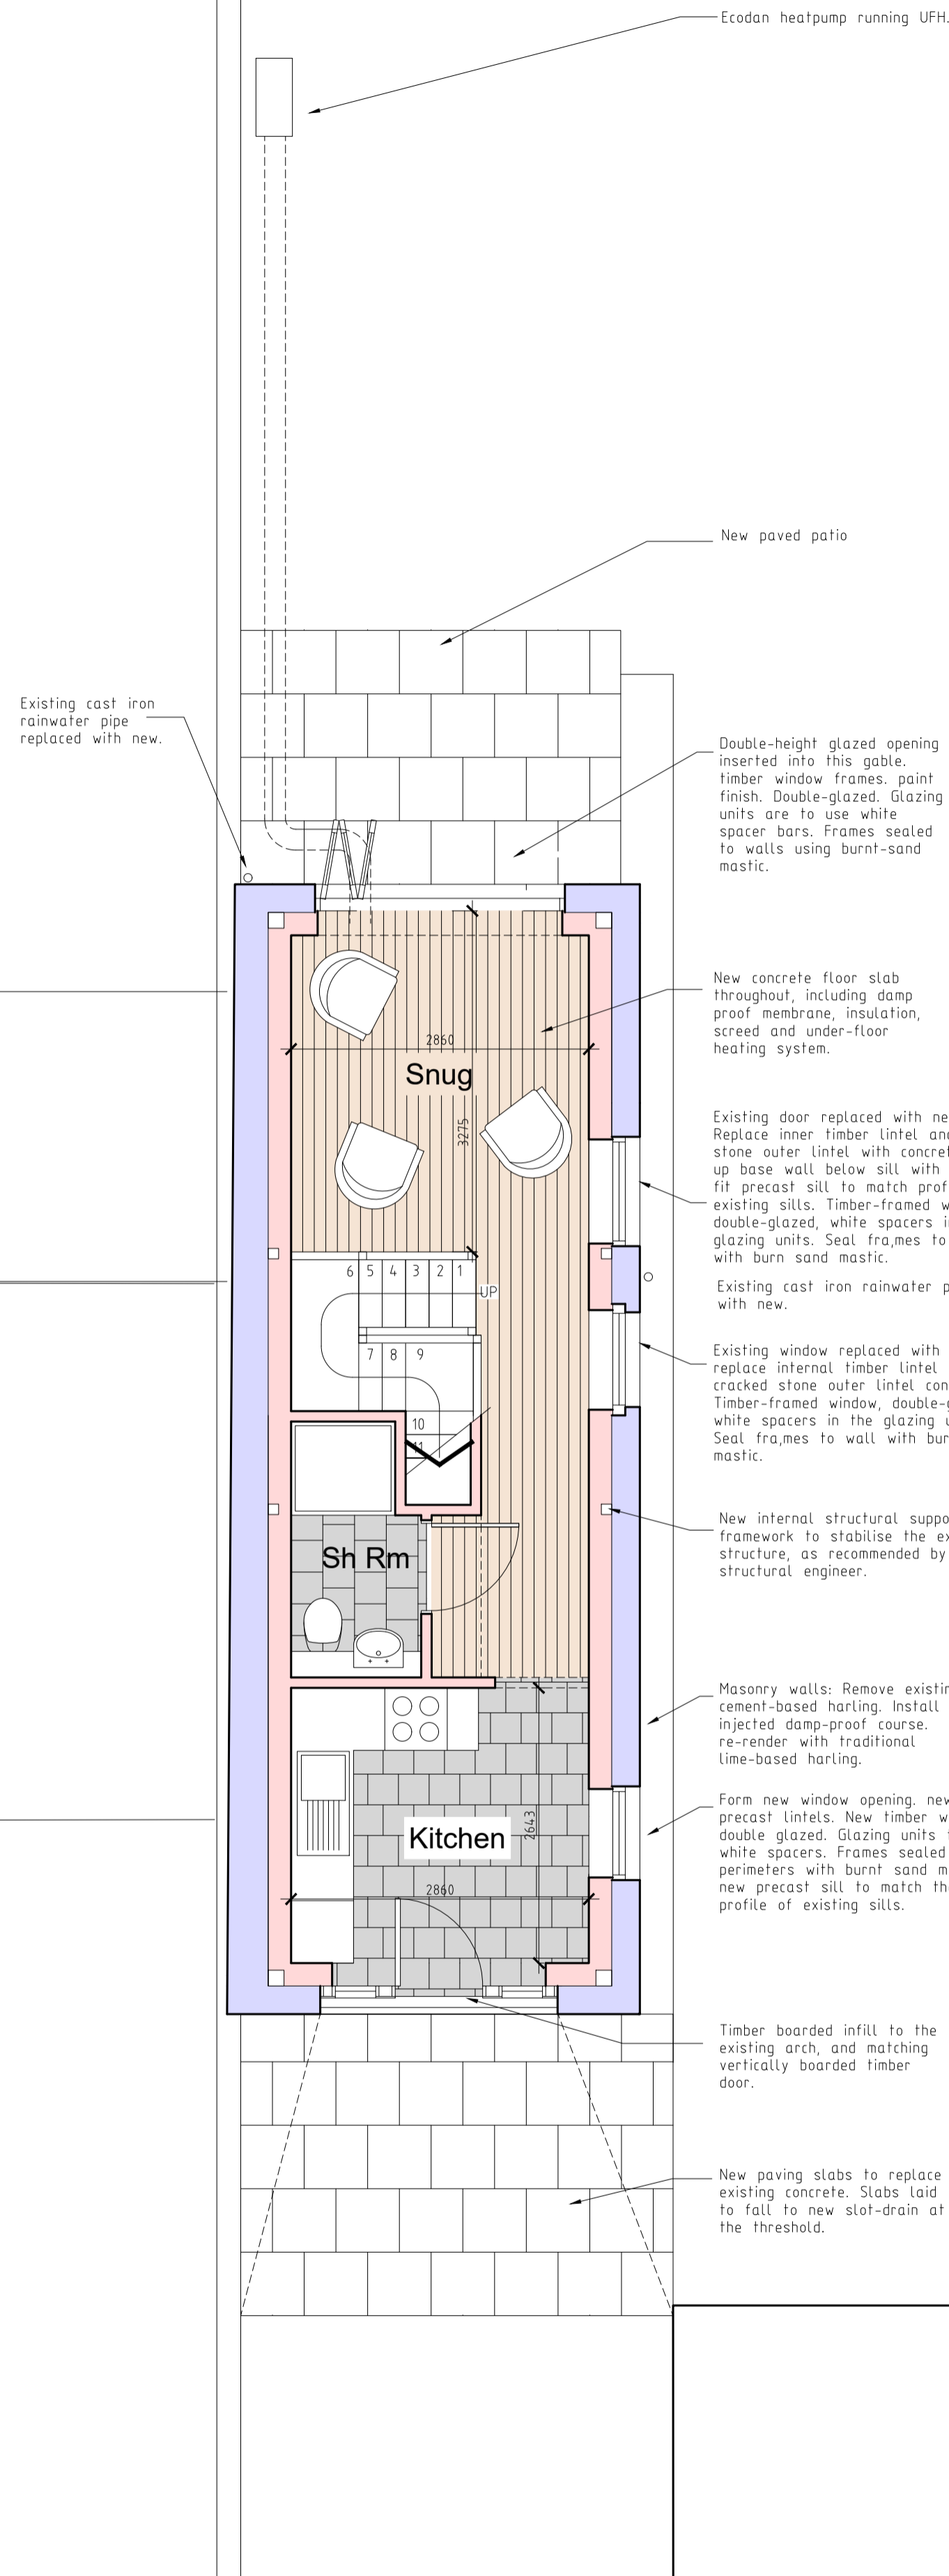 Ecodan heatpump running UFH.
New paved patio
Existing cast iron
rainwater pipe
replaced with new.
Double-height glazed opening
inserted into this gable.
timber window frames. paint
finish. Double-glazed. Glazing
units are to use white
spacer bars. Frames sealed
to walls using burnt-sand
mastic.
New concrete floor slab
throughout, including damp
proof membrane, insulation,
screed and under-floor
heating system.
2860
Snug
3275
Existing door replaced with ne
Replace inner timber lintel and
stone outer lintel with concret
up base wall below sill with
fit precast sill to match prof
existing sills. Timber-framed w
double-glazed, white spacers i
glazing units. Seal fra,mes to
with burn sand mastic.
6 5 4 3 2 1
UP
Existing cast iron rainwater p
with new.
7 8 9
10
11
Existing window replaced with
replace internal timber lintel
cracked stone outer lintel con
Timber-framed window, double-g
white spacers in the glazing u
Seal fra,mes to wall with bur
mastic.
New internal structural suppo
framework to stabilise the ex
structure, as recommended by
structural engineer.
Sh Rm
Masonry walls: Remove existin
cement-based harling. Install
injected damp-proof course.
re-render with traditional
lime-based harling.
Form new window opening. new
precast lintels. New timber w
double glazed. Glazing units t
white spacers. Frames sealed
perimeters with burnt sand m
new precast sill to match the
profile of existing sills.
Kitchen
2643
2860
Timber boarded infill to the
existing arch, and matching
vertically boarded timber
door.
New paving slabs to replace
existing concrete. Slabs laid
to fall to new slot-drain at
the threshold.